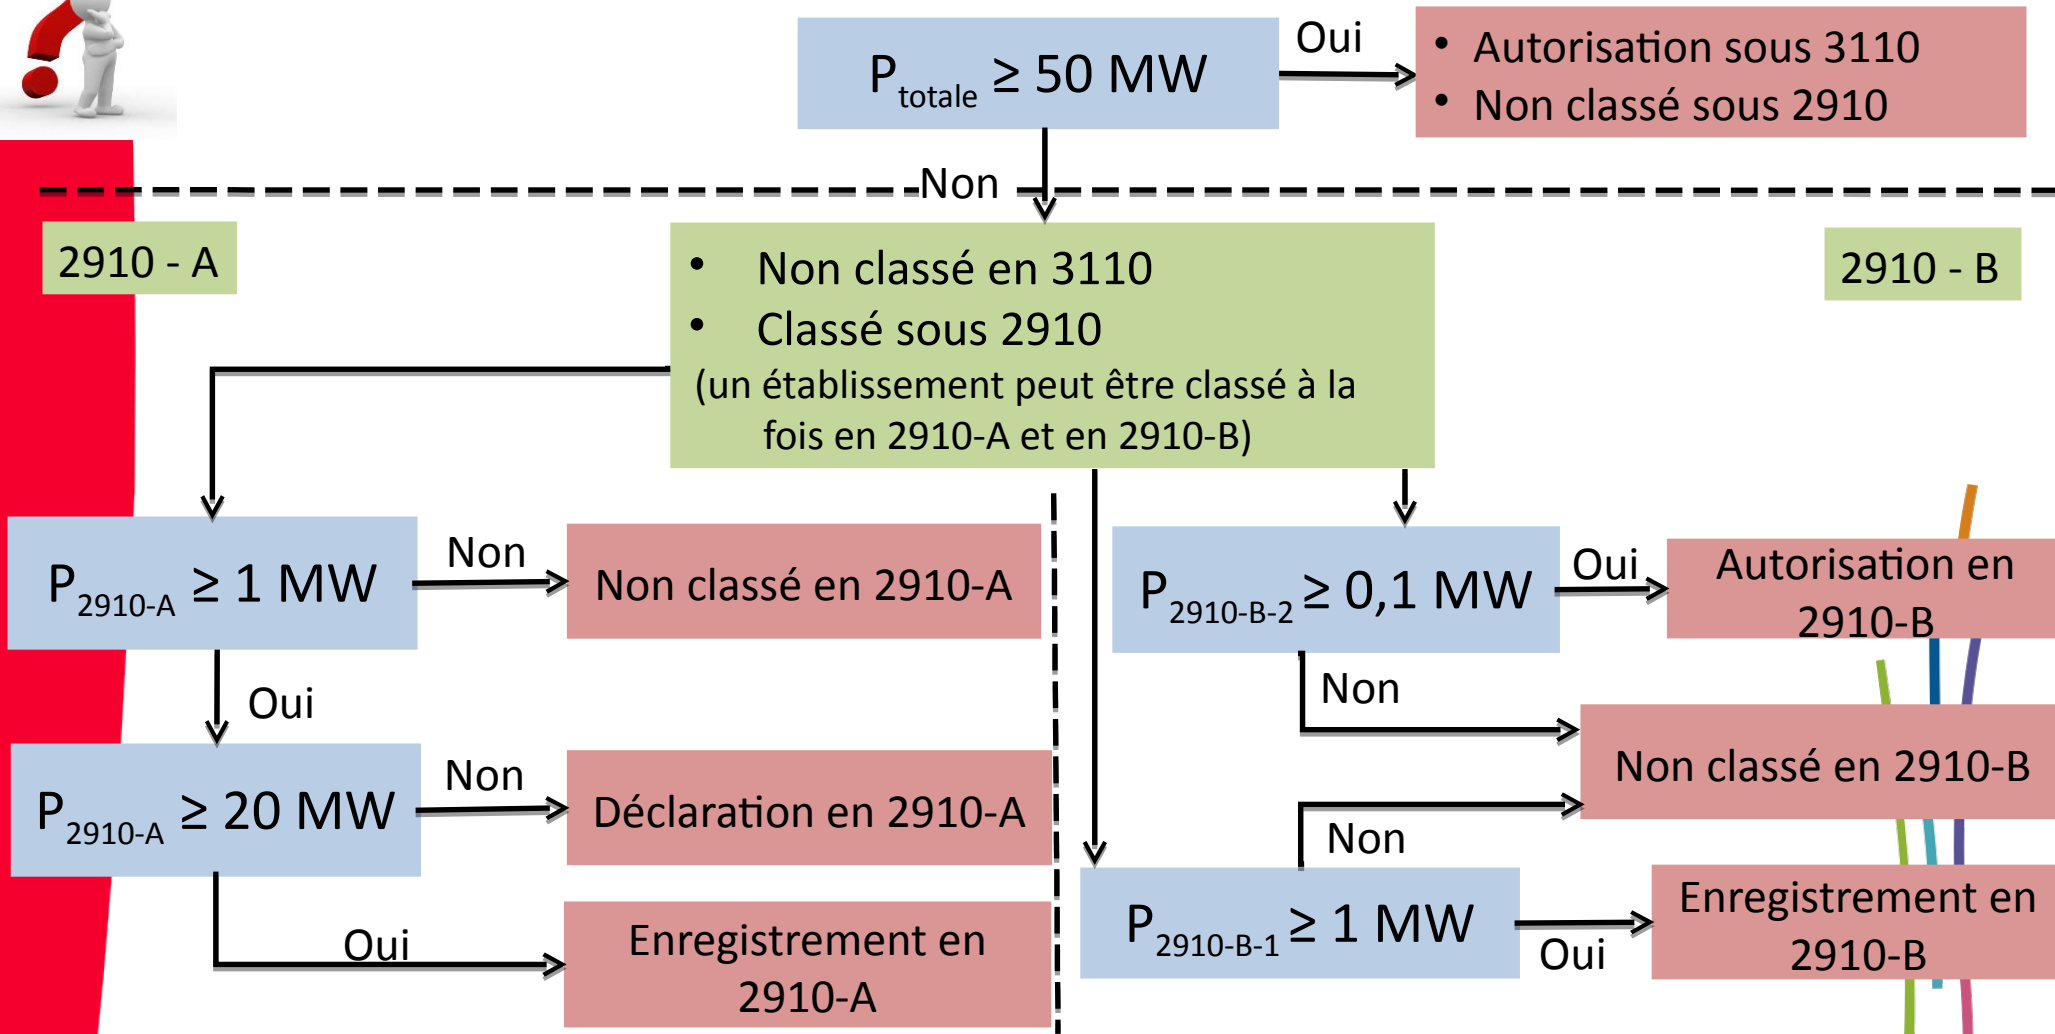 P totale ≥ 50 MW
Oui
• Autorisation sous 3110
• Non classé sous 2910
Non
2910 - A
• Non classé en 3110
• Classé sous 2910
(un établissement peut être classé à la
fois en 2910-A et en 2910-B)
2910 - B
P 2910-A ≥ 1 MW
Non
Non classé en 2910-A
Oui
P 2910-A ≥ 20 MW
Non
Déclaration en 2910-A
Oui
Enregistrement en
2910-A
P 2910-B-2 ≥ 0,1 MW
Oui
Autorisation en
2910-B
Non
Non classé en 2910-B
Non
P 2910-B-1 ≥ 1 MW
Oui
Enregistrement en
2910-B